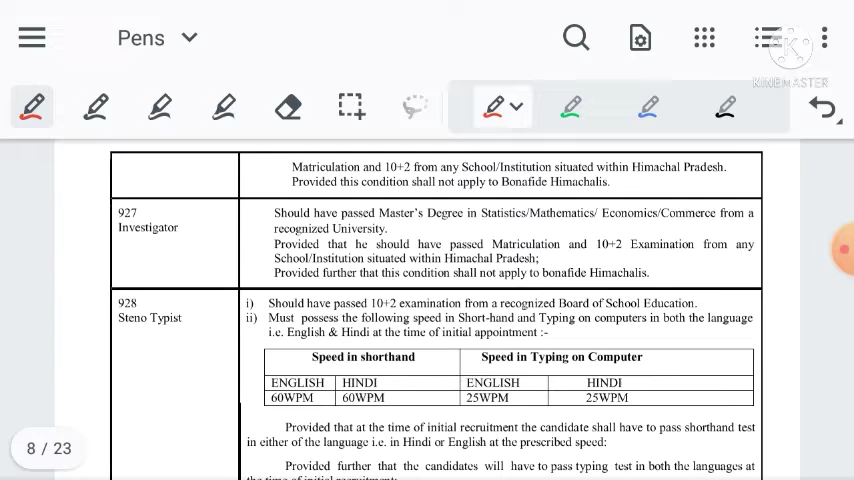 Pens
KINEMASTER
Matriculation and 10+2 from any School/Institution situated within Himachal Pradesh.
Provided this condition shall not apply to Bonafide Himachalis.
927
Investigator
Should have passed Master's Degree in Statistics/Mathematics/ Economics/Commerce from a
recognized University.
Provided that he should have passed Matriculation and 10+2 Examination from any
School/Institution situated within Himachal Pradesh;
Provided further that this condition shall not apply to bonafide Himachalis.
928
Steno Typist
i) Should have passed 10+2 examination from a recognized Board of School Education.
ii) Must possess the following speed in Short-hand and Typing on computers in both the language
i.e. English & Hindi at the time of initial appointment :-
Speed in shorthand Speed in Typing on Computer
ENGLISH HINDI ENGLISH HINDI
60WPM 60WPM 25WPM 25WPM
Provided that at the time of initial recruitment the candidate shall have to pass shorthand test
in either of the language i.e. in Hindi or English at the prescribed speed:
Provided further that the candidates will have to pass typing test in both the languages at
the time of initial recruitment:
8 / 23